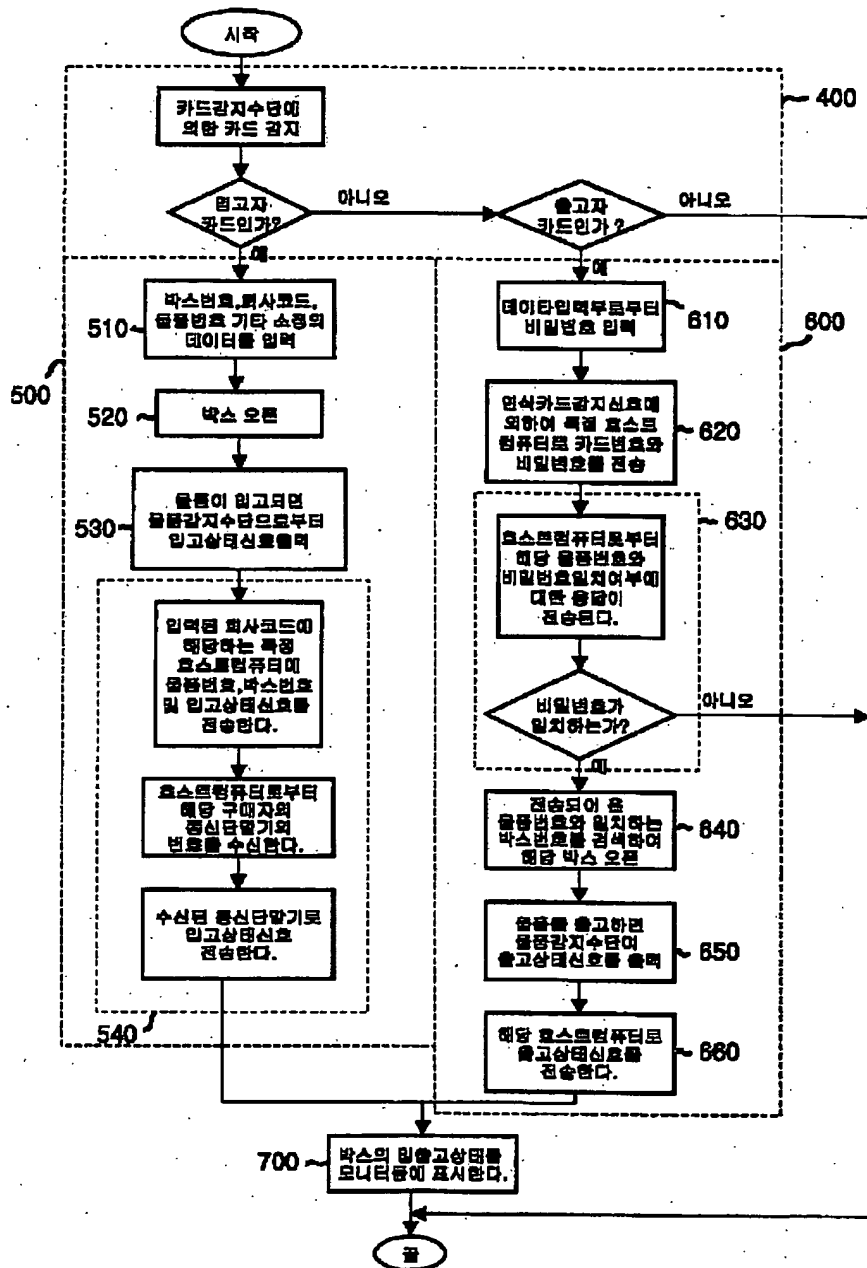 시작
카드감지수단에
의한 카드 감지
400
입고자
카드인가?
아니오
출고자
카드인가 ?
아니오
예
예
500
510
박스번호,회사코드,
물품번호 기타 소정의
데이터를 입력
520
박스 오픈
530
물품이 입고되면
물품감지수단으로부터
입고상태신호출력
입력된 회사코드에
해당하는 특정
호스트컴퓨터에
물품번호,박스번호
및 입고상태신호를
전송한다.
호스트컴퓨터로부터
해당 구매자의
통신단말기의
번호를 수신한다.
수신된 통신단말기로
입고상태신호
전송한다.
540
600
데이타입력부로부터
비밀번호 입력
610
인식카드감지신호에
의하여 특정 호스트
컴퓨터로 카드번호와
비밀번호를 전송
620
630
호스트컴퓨터로부터
해당 물품번호와
비밀번호일치여부에
대한 응답이
전송된다.
비밀번호가
일치하는가?
아니오
예
전송되어 온
물품번호와 일치하는
박스번호를 검색하여
해당 박스 오픈
640
물품을 출고하면
물품감지수단이
출고상태신호를 출력
650
해당 호스트컴퓨터로
출고상태신호를
전송한다.
660
700
박스의 입출고상태를
모니터등에 표시한다.
끝